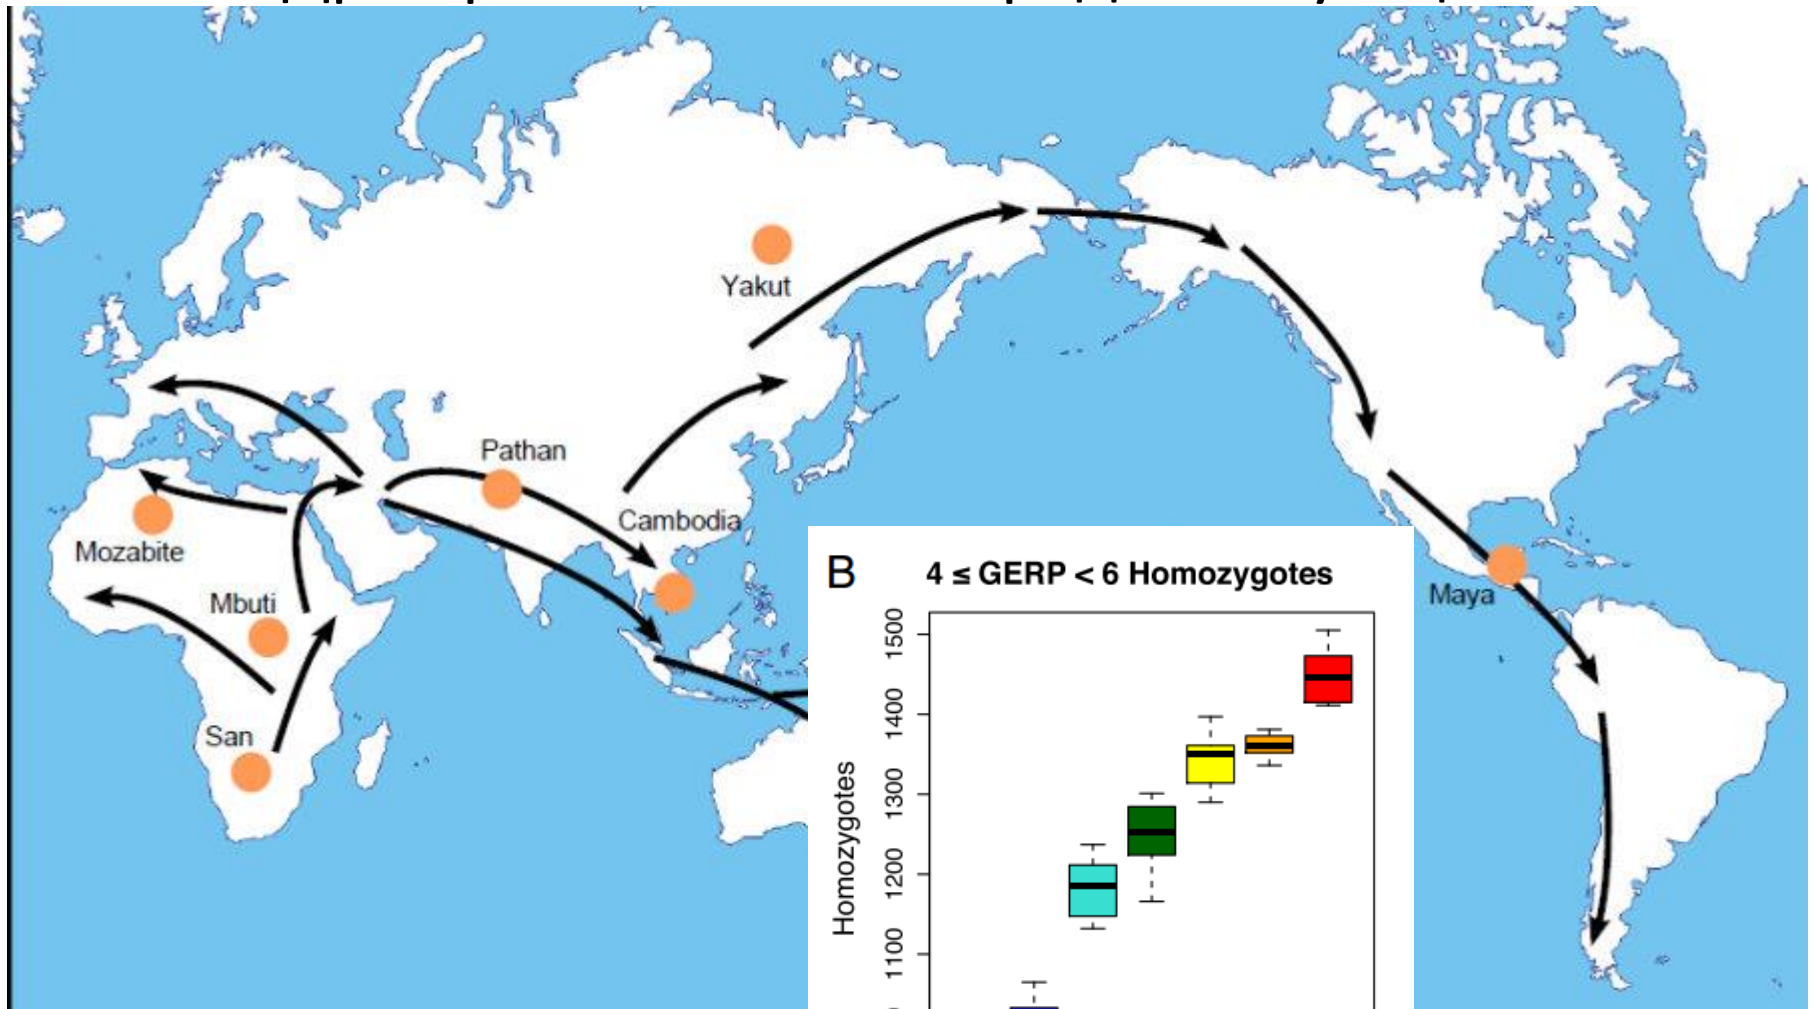 Yakut
Pathan
Cambodia
Mozabite
Mbuti
San
Maya
B
4 ≤ GERP < 6 Homozygotes
Homozygotes
1500
1400
1300
1200
1100